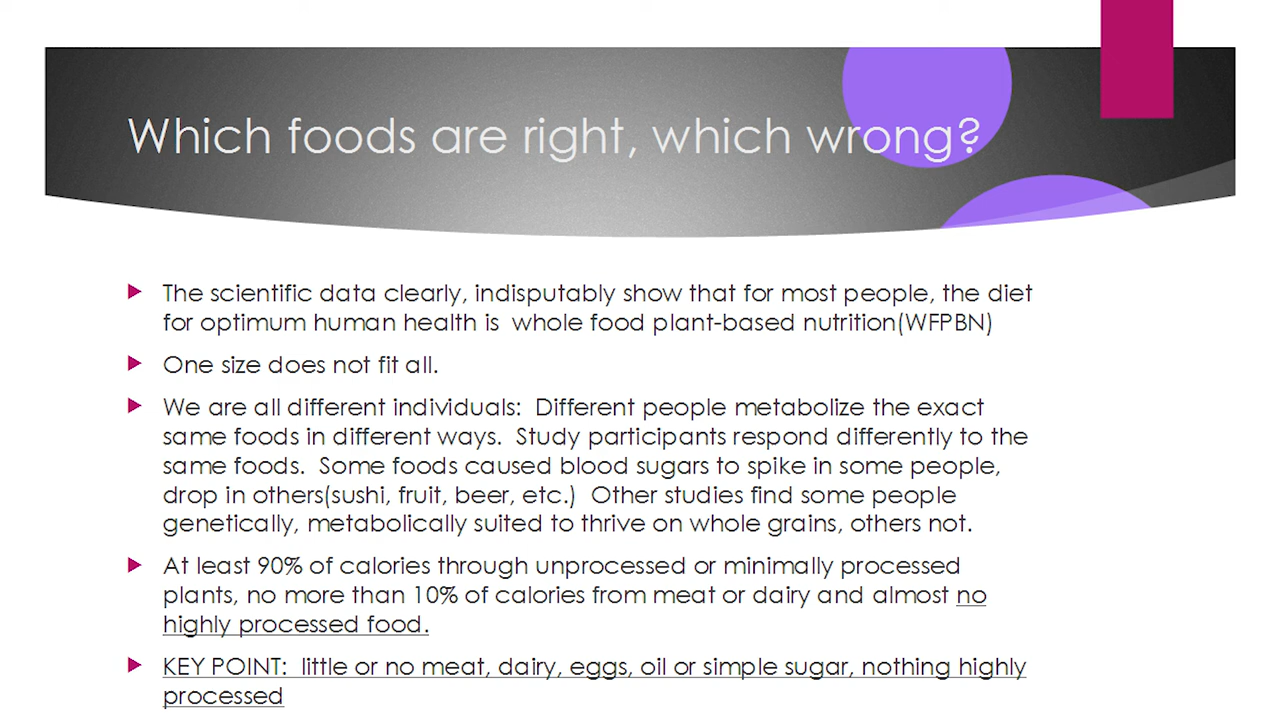 Which foods are right, which wrong?
The scientific data clearly, indisputably show that for most people, the diet
for optimum human health is  whole food plant-based nutrition(WFPBN)
One size does not fit all.
We are all different individuals:  Different people metabolize the exact
same foods in different ways.  Study participants respond differently to the
same foods.  Some foods caused blood sugars to spike in some people,
drop in others(sushi, fruit, beer, etc.)  Other studies find some people
genetically, metabolically suited to thrive on whole grains, others not.
At least 90% of calories through unprocessed or minimally processed
plants, no more than 10% of calories from meat or dairy and almost no
highly processed food.
KEY POINT:  little or no meat, dairy, eggs, oil or simple sugar, nothing highly
processed